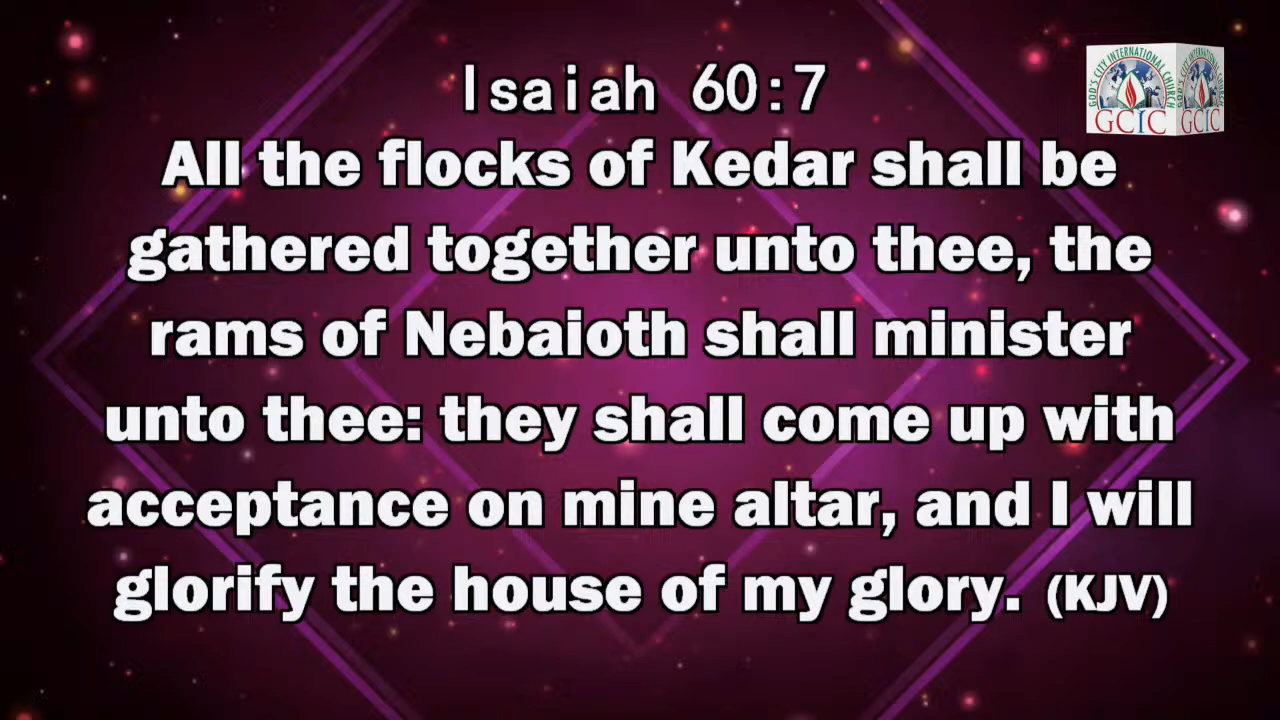 Isaiah 60:7
GOD'S CITY INTERNATIONAL CHURCH
GCIC
GCIC
All the flocks of Kedar shall be
gathered together unto thee, the
rams of Nebaioth shall minister
unto thee: they shall come up with
acceptance on mine altar, and I will
glorify the house of my glory. (KJV)